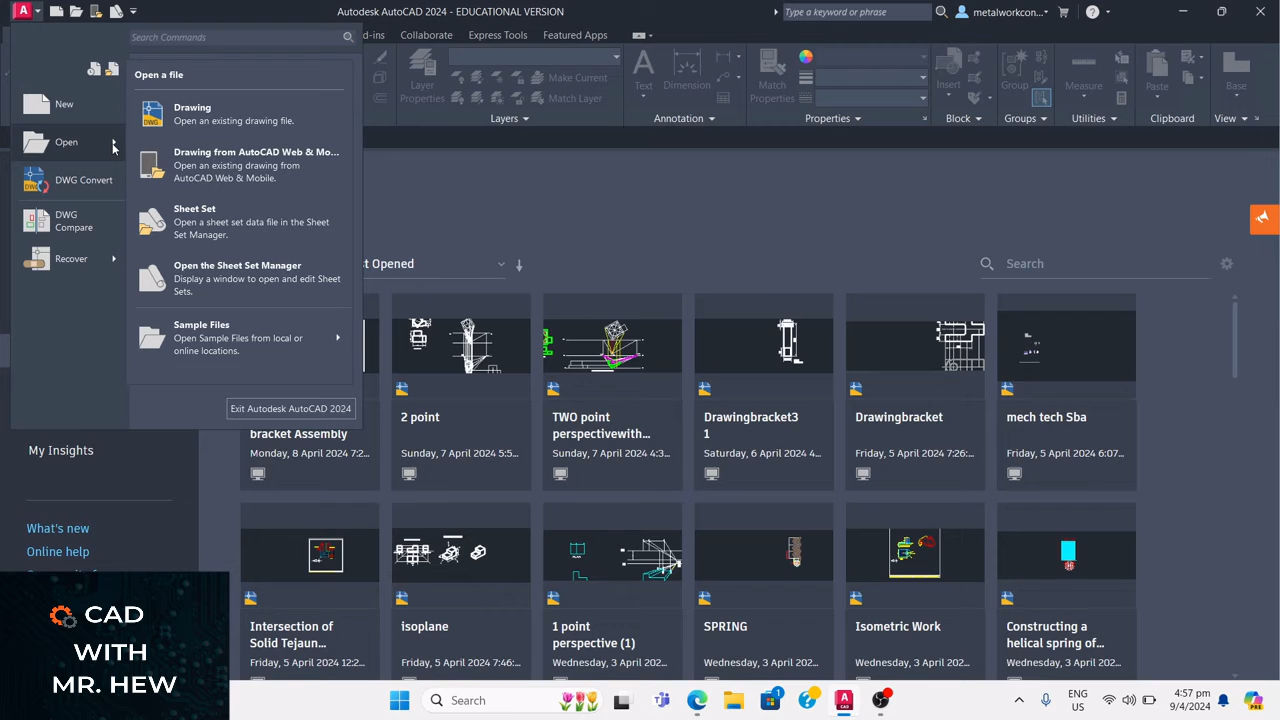 Autodesk AutoCAD 2024 - EDUCATIONAL VERSION
Type a keyword or phrase
metalworkcon...
Search Commands
Collaborate
Express Tools
Featured Apps
Open a file
New
Open
DWG Convert
DWG
Compare
Recover
Drawing
Open an existing drawing file.
Drawing from AutoCAD Web & Mo...
Open an existing drawing from
AutoCAD Web & Mobile.
Sheet Set
Open a sheet set data file in the Sheet
Set Manager.
Open the Sheet Set Manager
Display a window to open and edit Sheet
Sets.
Sample Files
Open Sample Files from local or
online locations.
Exit Autodesk AutoCAD 2024
Layer
Properties
Make Current
Match Layer
Layers
Text
Dimension
Annotation
Match
Properties
Properties
Insert
Block
Group
Groups
Measure
Utilities
Paste
Clipboard
Base
View
st Opened
Search
bracket Assembly
Monday, 8 April 2024 7:2...
2 point
Sunday, 7 April 2024 5:5...
TWO point
perspectivewith...
Sunday, 7 April 2024 4:3...
Drawingbracket3
1
Saturday, 6 April 2024 4...
Drawingbracket
Friday, 5 April 2024 7:26:...
mech tech Sba
Friday, 5 April 2024 6:07...
My Insights
What's new
Online help
Intersection of
Solid Tejaun...
Friday, 5 April 2024 12:2...
isoplane
Friday, 5 April 2024 7:46:...
1 point
perspective (1)
Wednesday, 3 April 202...
SPRING
Wednesday, 3 April 202...
Isometric Work
Wednesday, 3 April 202...
Constructing a
helical spring of...
Wednesday, 3 April 202...
CAD
WITH
MR. HEW
Search
ENG
US
4:57 pm
9/4/2024